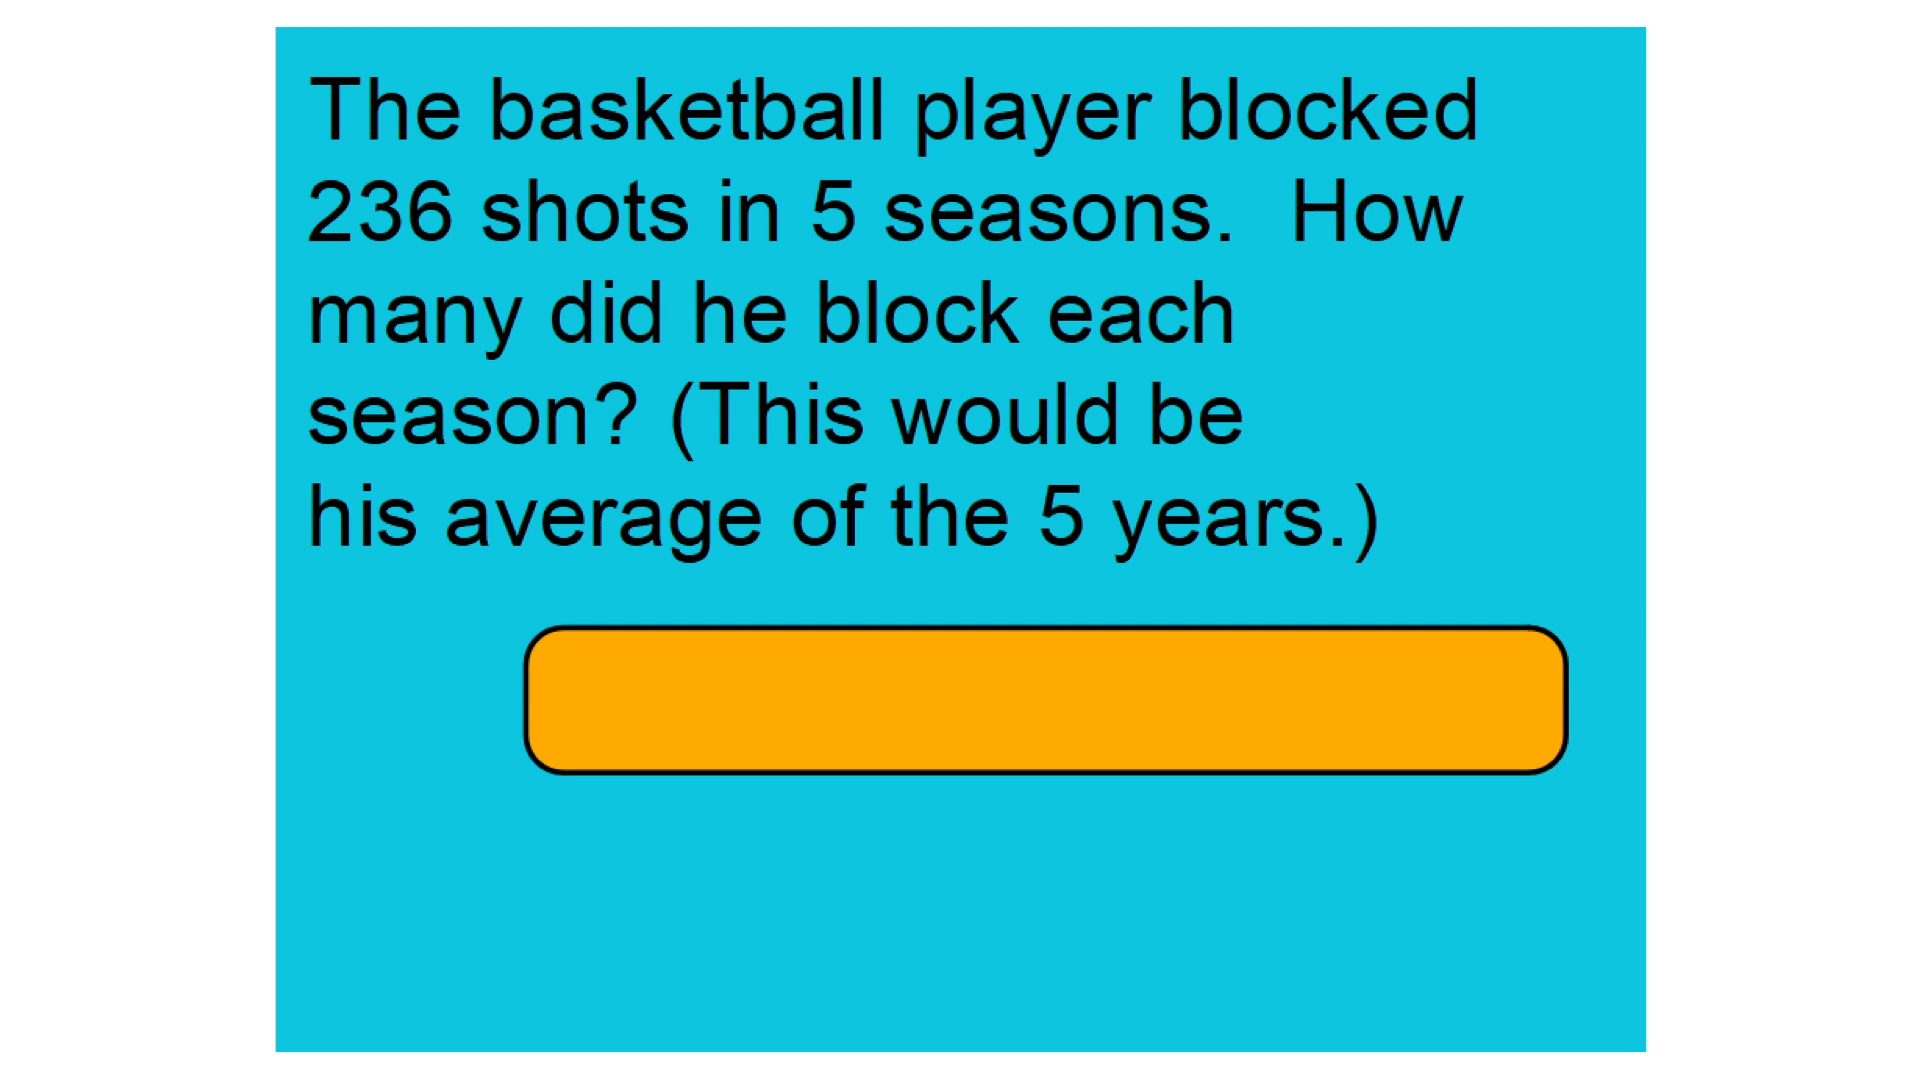 The basketball player blocked
236 shots in 5 seasons.  How
many did he block each
season? (This would be
his average of the 5 years.)